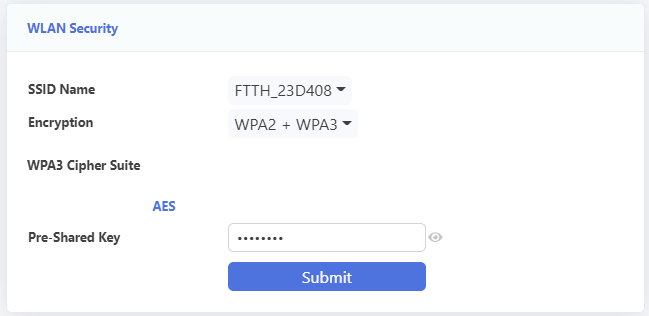 WLAN Security
SSID Name FTTH_23D408
Encryption WPA2 + WPA3
WPA3 Cipher Suite
AES
Pre-Shared Key ••••••••
Submit